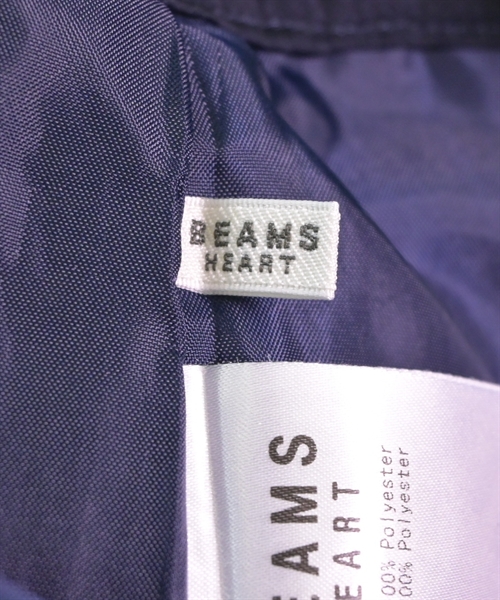 BEAMS
HEART
EAMS
EART
00% Polyester
00% Polyester